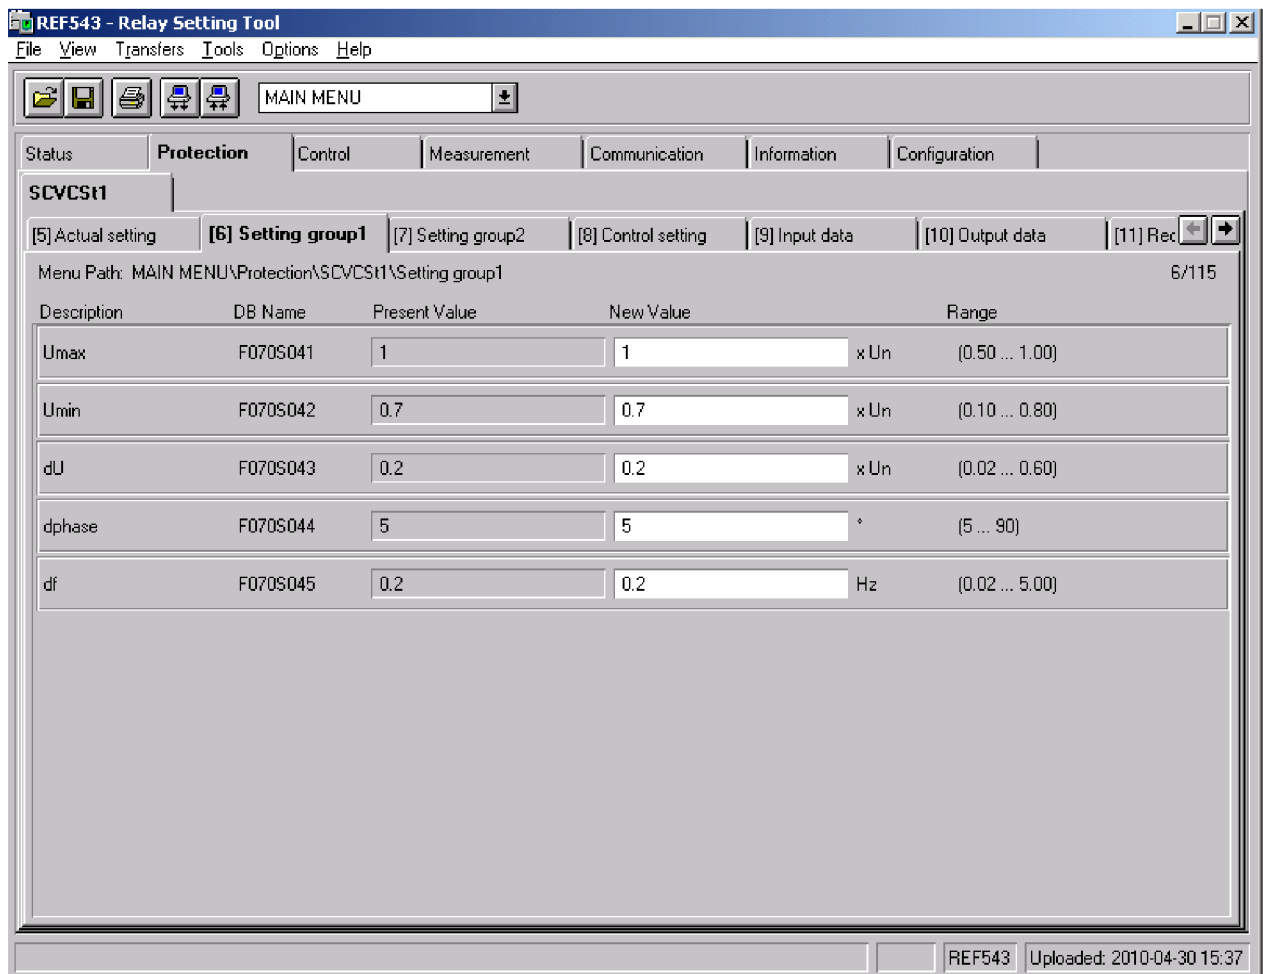 REF543 - Relay Setting Tool
File View Transfers Tools Options Help
MAIN MENU
Status Protection Control Measurement Communication Information Configuration
SCVCSt1
[5] Actual setting [6] Setting group1 [7] Setting group2 [8] Control setting [9] Input data [10] Output data [11] Rec
Menu Path: MAIN MENU\Protection\SCVCSt1\Setting group1 6/115
Description DB Name Present Value New Value Range
Umax F070S041 1 1 x Un (0.50 ... 1.00)
Umin F070S042 0.7 0.7 x Un (0.10 ... 0.80)
dU F070S043 0.2 0.2 x Un (0.02 ... 0.60)
dphase F070S044 5 5 ° (5 ... 90)
df F070S045 0.2 0.2 Hz (0.02 ... 5.00)
REF543 Uploaded: 2010-04-30 15:37